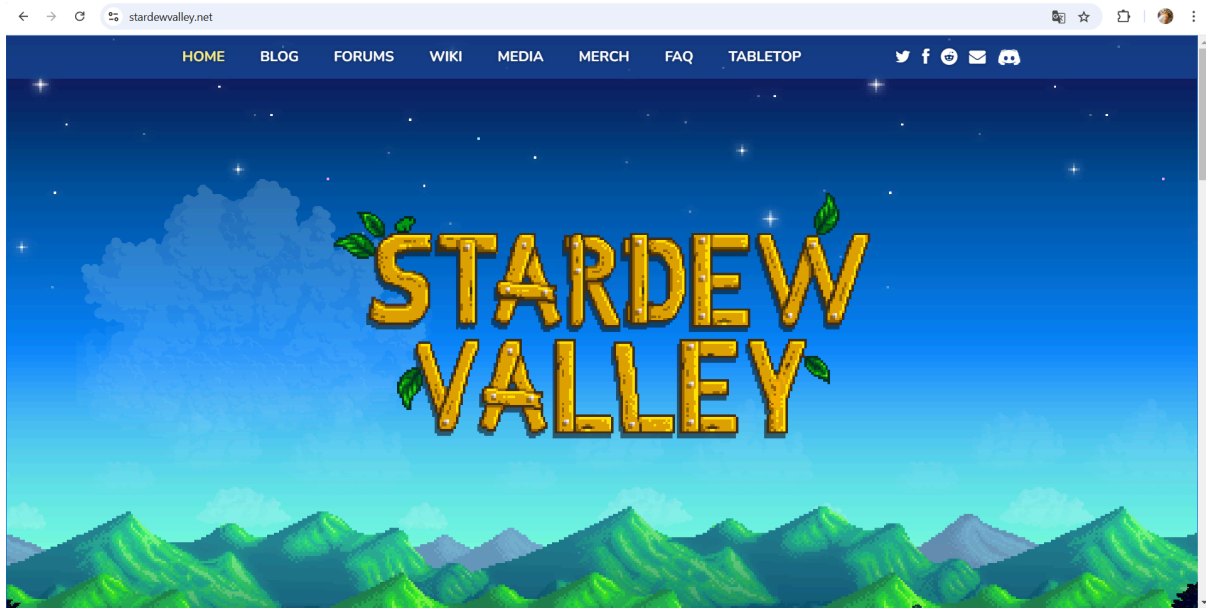 stardewvalley.net
HOME BLOG FORUMS WIKI MEDIA MERCH FAQ TABLETOP
STARDEW
VALLEY